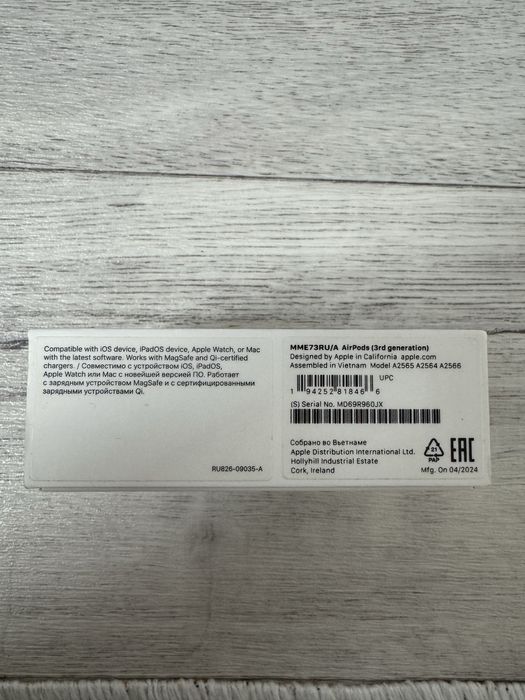 Compatible with iOS device, iPadOS device, Apple Watch, or Mac
with the latest software. Works with MagSafe and Qi-certified
chargers. / Совместимо с устройством iOS, iPadOS,
Apple Watch или Mac с новейшей версией ПО. Работает
с зарядным устройством MagSafe и с сертифицированными
зарядными устройствами Qi.
RU826-09035-A
MME73RU/A AirPods (3rd generation)
Designed by Apple in California apple.com
Assembled in Vietnam Model A2565 A2564 A2566
UPC
1 94252 81846 6
(S) Serial No. MD69R960JX
Собрано во Вьетнаме
Apple Distribution International Ltd.
Hollyhill Industrial Estate
Cork, Ireland
21
PAP
EAC
Mfg. On 04/2024